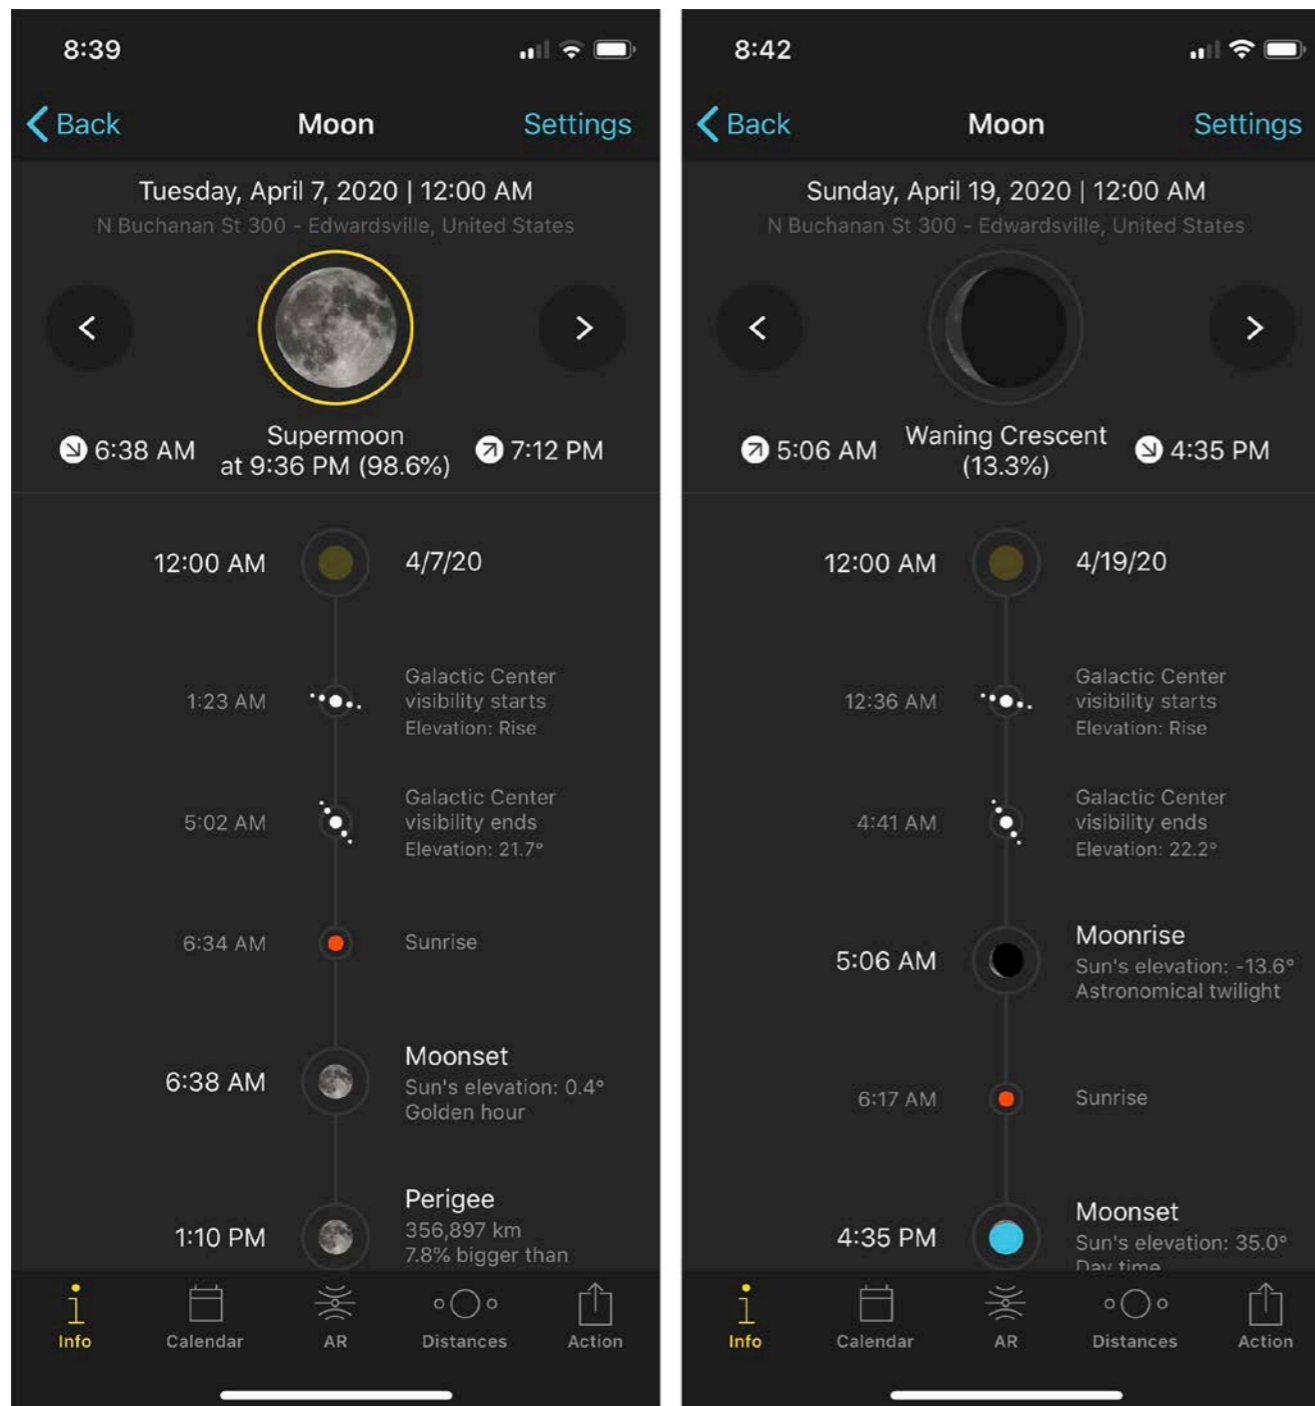 8:39
Back
Moon
Settings
Tuesday, April 7, 2020 | 12:00 AM
N Buchanan St 300 - Edwardsville, United States
<
>
6:38 AM
Supermoon
at 9:36 PM (98.6%)
7:12 PM
12:00 AM
4/7/20
1:23 AM
Galactic Center
visibility starts
Elevation: Rise
5:02 AM
Galactic Center
visibility ends
Elevation: 21.7°
6:34 AM
Sunrise
6:38 AM
Moonset
Sun's elevation: 0.4°
Golden hour
1:10 PM
Perigee
356,897 km
7.8% bigger than
Info
Calendar
AR
Distances
Action
8:42
Back
Moon
Settings
Sunday, April 19, 2020 | 12:00 AM
N Buchanan St 300 - Edwardsville, United States
<
>
5:06 AM
Waning Crescent
(13.3%)
4:35 PM
12:00 AM
4/19/20
12:36 AM
Galactic Center
visibility starts
Elevation: Rise
4:41 AM
Galactic Center
visibility ends
Elevation: 22.2°
5:06 AM
Moonrise
Sun's elevation: -13.6°
Astronomical twilight
6:17 AM
Sunrise
4:35 PM
Moonset
Sun's elevation: 35.0°
Day time
Info
Calendar
AR
Distances
Action